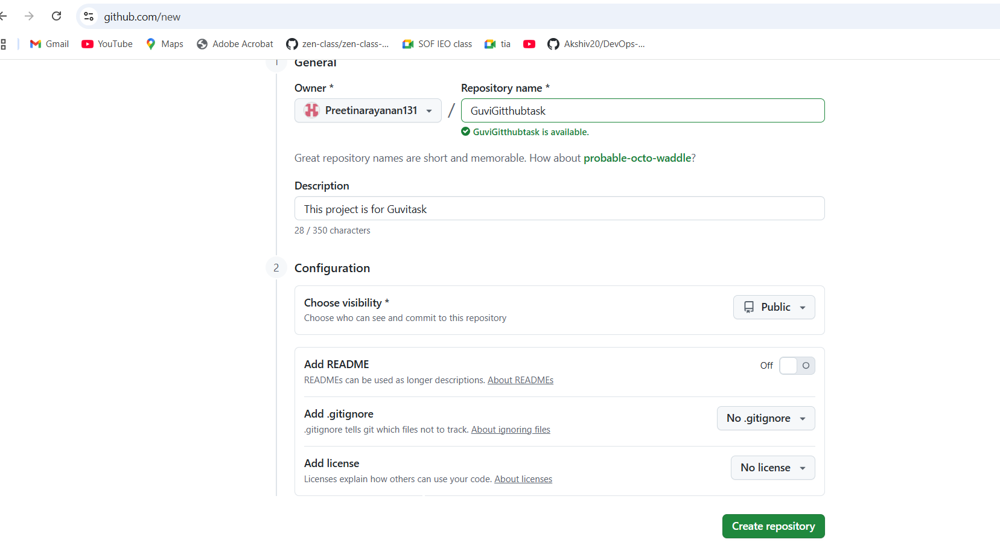 github.com/new
Gmail YouTube Maps Adobe Acrobat zen-class/zen-class-... SOF IEO class tia Akshiv20/DevOps-...
1 General
Owner * Repository name *
Preetinarayanan131 / GuviGitthubtask
GuviGitthubtask is available.
Great repository names are short and memorable. How about probable-octo-waddle?
Description
This project is for Guvitask
28 / 350 characters
2 Configuration
Choose visibility * Public
Choose who can see and commit to this repository
Add README Off
READMEs can be used as longer descriptions. About READMEs
Add .gitignore No .gitignore
.gitignore tells git which files not to track. About ignoring files
Add license No license
Licenses explain how others can use your code. About licenses
Create repository